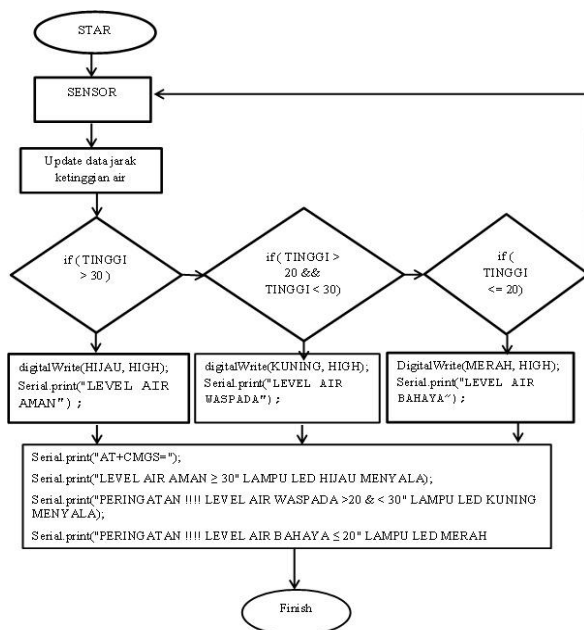 STAR
SENSOR
Update data jarak
ketinggian air
if ( TINGGI
> 30 )
if ( TINGGI >
20 &&
TINGGI < 30)
if (
TINGGI
<= 20)
digitalWrite(HIJAU, HIGH);
Serial.print("LEVEL AIR
AMAN") ;
digitalWrite(KUNING, HIGH);
Serial.print("LEVEL AIR
WASPADA");
DigitalWrite(MERAH, HIGH);
Serial.print("LEVEL AIR
BAHAYA");
Serial.print("AT+CMGS=");
Serial.print("LEVEL AIR AMAN ≥ 30" LAMPU LED HIJAU MENYALA);
Serial.print("PERINGATAN !!!! LEVEL AIR WASPADA >20 & < 30" LAMPU LED KUNING
MENYALA);
Serial.print("PERINGATAN !!!! LEVEL AIR BAHAYA ≤ 20" LAMPU LED MERAH
Finish